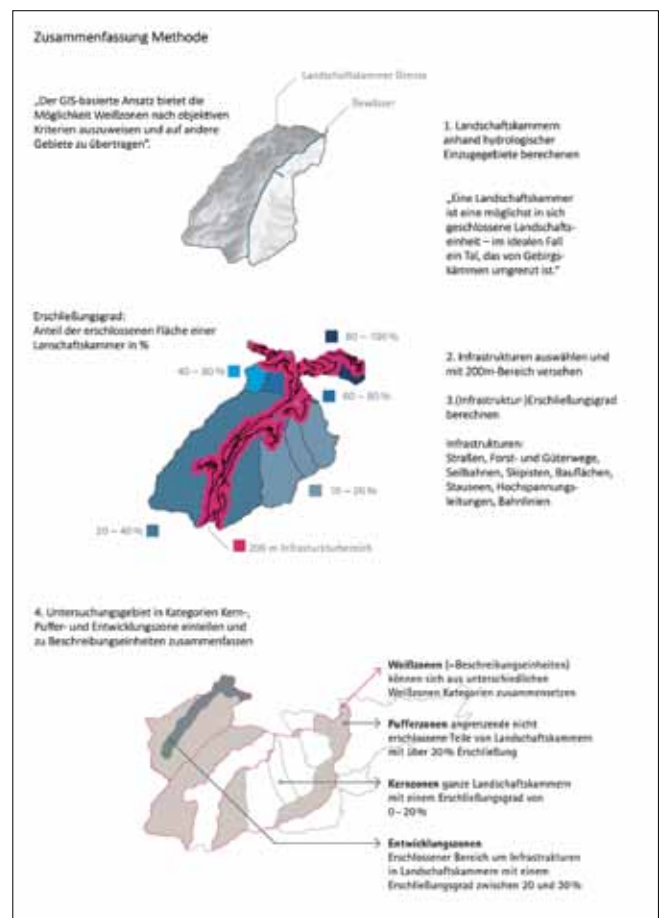 Zusammenfassung Methode
Landschaftskammer Grenze
Gewässer
„Der GIS-basierte Ansatz bietet die
Möglichkeit Weißzonen nach objektiven
Kriterien auszuweisen und auf andere
Gebiete zu übertragen“.
1. Landschaftskammern
anhand hydrologischer
Einzugegebiete berechenen
„Eine Landschaftskammer
ist eine möglichst in sich
geschlossene Landschafts-
einheit – im idealen Fall
ein Tal, das von Gebirgs-
kämmen umgrenzt ist.“
Erschließungsgrad:
Anteil der erschlossenen Fläche einer
Lanschaftskammer in %
80 – 100 %
60 – 80 %
10 – 20 %
20 – 40 %
200 m Infrastrukturbereich
2. Infrastrukturen auswählen und
mit 200m-Bereich versehen
3.(Infrastruktur-)Erschließungsgrad
berechnen
Infrastrukturen:
Straßen, Forst- und Güterwege,
Seilbahnen, Skipisten, Bauflächen,
Stauseen, Hochspannungs-
leitungen, Bahnlinien
4. Untersuchungsgebiet in Kategorien Kern-,
Puffer- und Entwicklungszone einteilen und
zu Beschreibungseinheiten zusammenfassen
Weißzonen (=Beschreibungseinheiten)
können sich aus unterschiedlichen
Weißzonen Kategorien zusammensetzen
Pufferzonen angrenzende nicht
erschlossene Teile von Landschaftskammern
mit über 20% Erschließung
Kernzonen ganze Landschaftskammern
mit einem Erschließungsgrad von
0 – 20 %
Entwicklungszonen
Erschlossener Bereich um Infrastrukturen
in Landschaftskammern mit einem
Erschließungsgrad zwischen 20 und 30 %